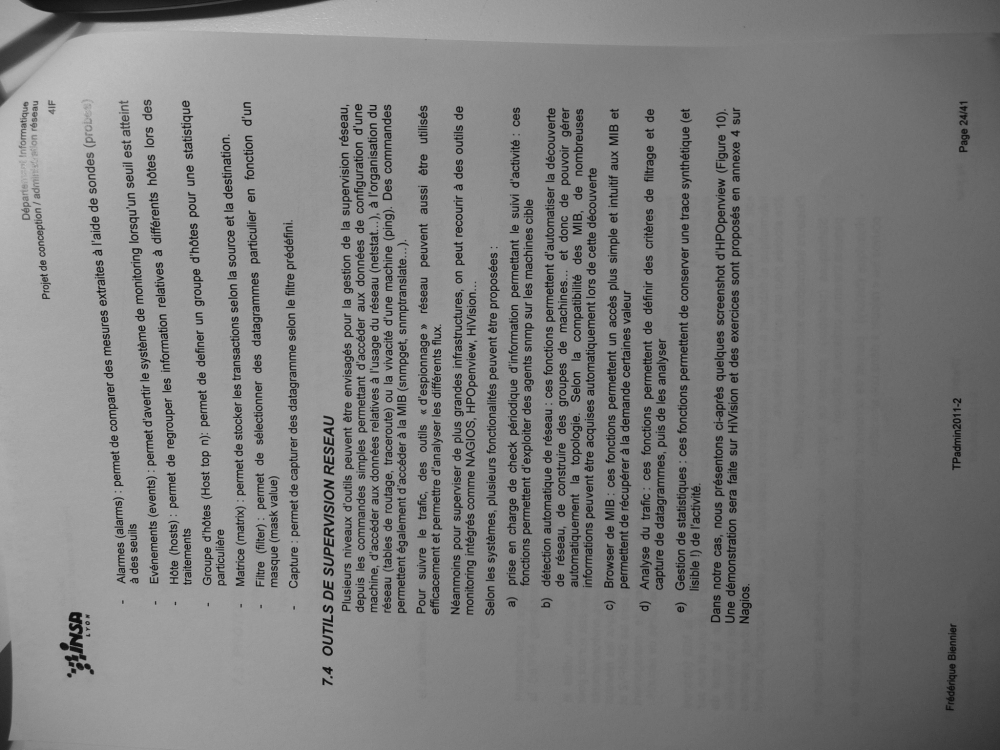 INSA
LYON
Département Informatique
Projet de conception / administration réseau
4IF
- Alarmes (alarms) : permet de comparer des mesures extraites à l'aide de sondes (probes)
à des seuils
- Evénements (events) : permet d'avertir le système de monitoring lorsqu'un seuil est atteint
- Hôte (hosts) : permet de regrouper les information relatives à différents hôtes lors des
traitements
- Groupe d'hôtes (Host top n): permet de definer un groupe d'hôtes pour une statistique
particulière
- Matrice (matrix) : permet de stocker les transactions selon la source et la destination.
- Filtre (filter) : permet de sélectionner des datagrammes particulier en fonction d'un
masque (mask value)
- Capture : permet de capturer des datagramme selon le filtre prédéfini.
7.4 OUTILS DE SUPERVISION RESEAU
Plusieurs niveaux d'outils peuvent être envisagés pour la gestion de la supervision réseau,
depuis les commandes simples permettant d'accéder aux données de configuration d'une
machine, d'accéder aux données relatives à l'usage du réseau (netstat...), à l'organisation du
réseau (tables de routage, traceroute) ou la vivacité d'une machine (ping). Des commandes
permettent également d'accéder à la MIB (snmpget, snmptranslate...).
Pour suivre le trafic, des outils « d'espionnage » réseau peuvent aussi être utilisés
efficacement et permettre d'analyser les différents flux.
Néanmoins pour superviser de plus grandes infrastructures, on peut recourir à des outils de
monitoring intégrés comme NAGIOS, HPOpenview, HiVision...
Selon les systèmes, plusieurs fonctionalités peuvent être proposées :
a) prise en charge de check périodique d'information permettant le suivi d'activité : ces
fonctions permettent d'exploiter des agents snmp sur les machines cible
b) détection automatique de réseau : ces fonctions permettent d'automatiser la découverte
de réseau, de construire des groupes de machines... et donc de pouvoir gérer
automatiquement la topologie. Selon la compatibilité des MIB, de nombreuses
informations peuvent être acquises automatiquement lors de cette découverte
c) Browser de MIB : ces fonctions permettent un accès plus simple et intuitif aux MIB et
permettent de récupérer à la demande certaines valeur
d) Analyse du trafic : ces fonctions permettent de définir des critères de filtrage et de
capture de datagrammes, puis de les analyser
e) Gestion de statistiques : ces fonctions permettent de conserver une trace synthétique (et
lisible !) de l'activité.
Dans notre cas, nous présentons ci-après quelques screenshot d'HPOpenview (Figure 10).
Une démonstration sera faite sur HiVision et des exercices sont proposés en annexe 4 sur
Nagios.
Frédérique Biennier
TPadmin2011-2
Page 24/41